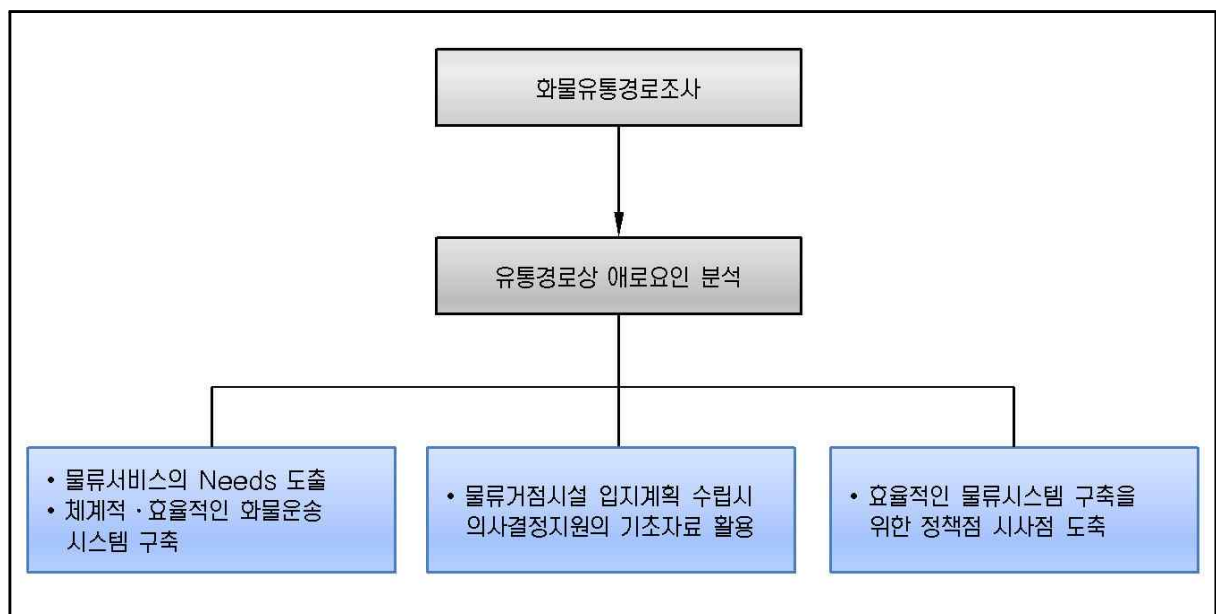 화물유통경로조사
유통경로상 애로요인 분석
• 물류서비스의 Needs 도출
• 체계적·효율적인 화물운송
시스템 구축
• 물류거점시설 입지계획 수립시
의사결정지원의 기초자료 활용
• 효율적인 물류시스템 구축을
위한 정책점 시사점 도축